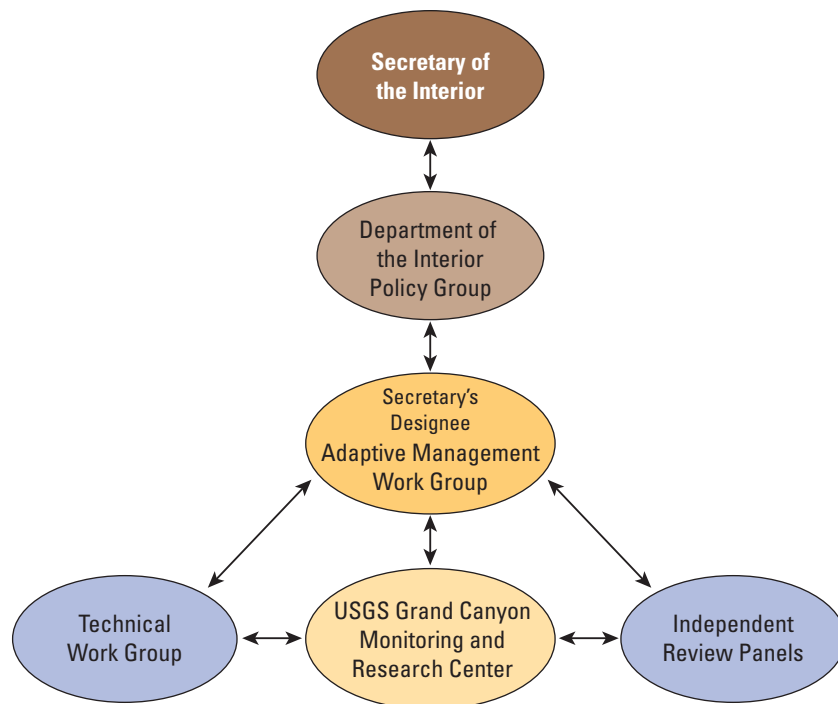 Secretary of
the Interior
Department of
the Interior
Policy Group
Secretary’s
Designee
Adaptive Management
Work Group
Technical
Work Group
USGS Grand Canyon
Monitoring and
Research Center
Independent
Review Panels